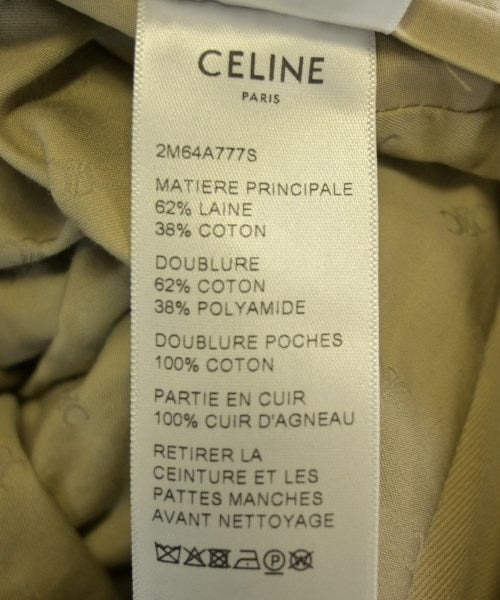 CELINE
PARIS
2M64A777S
MATIERE PRINCIPALE
62% LAINE
38% COTON
DOUBLURE
62% COTON
38% POLYAMIDE
DOUBLURE POCHES
100% COTON
PARTIE EN CUIR
100% CUIR D'AGNEAU
RETIRER LA
CEINTURE ET LES
PATTES MANCHES
AVANT NETTOYAGE
P